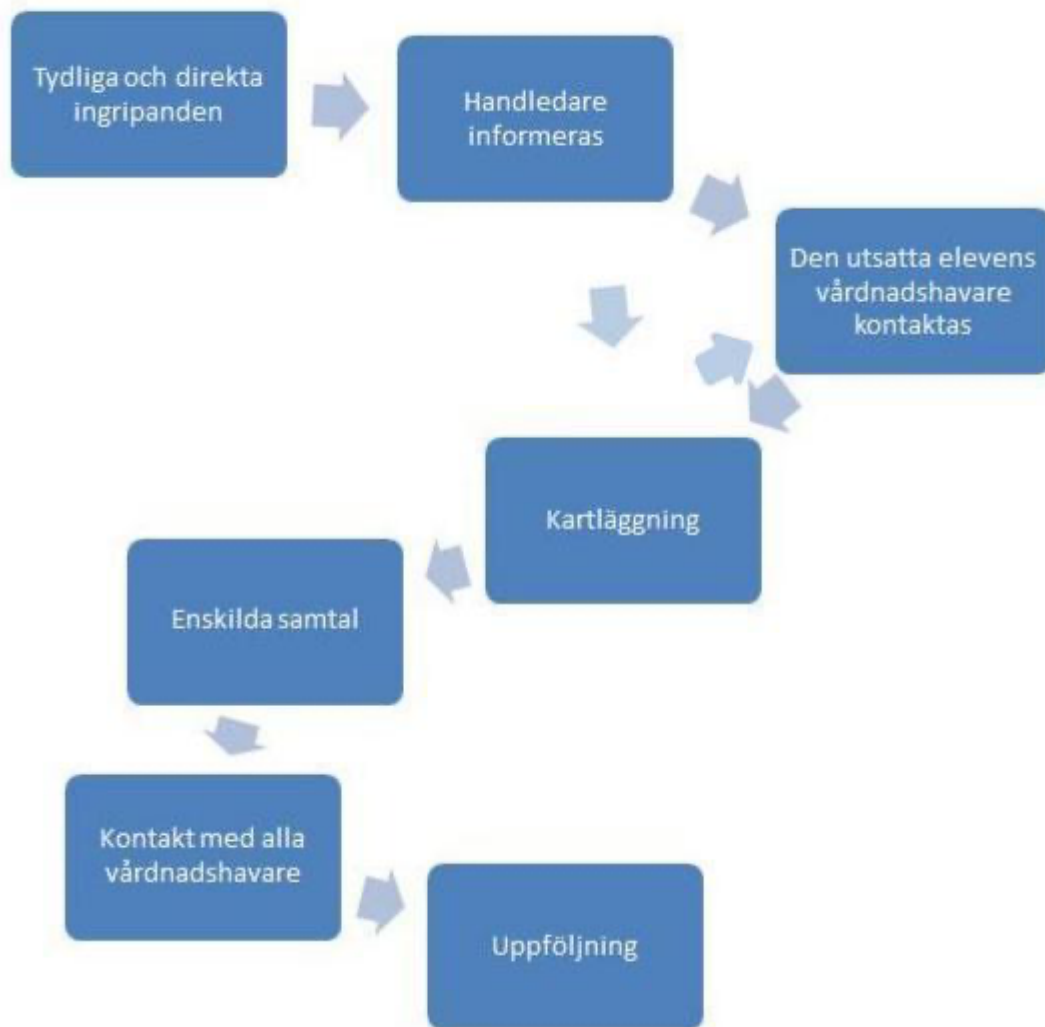 Tydliga och direkta
ingripanden
Handledare
informeras
Den utsatta elevens
vårdnadshavare
kontaktas
Kartläggning
Enskilda samtal
Kontakt med alla
vårdnadshavare
Uppföljning